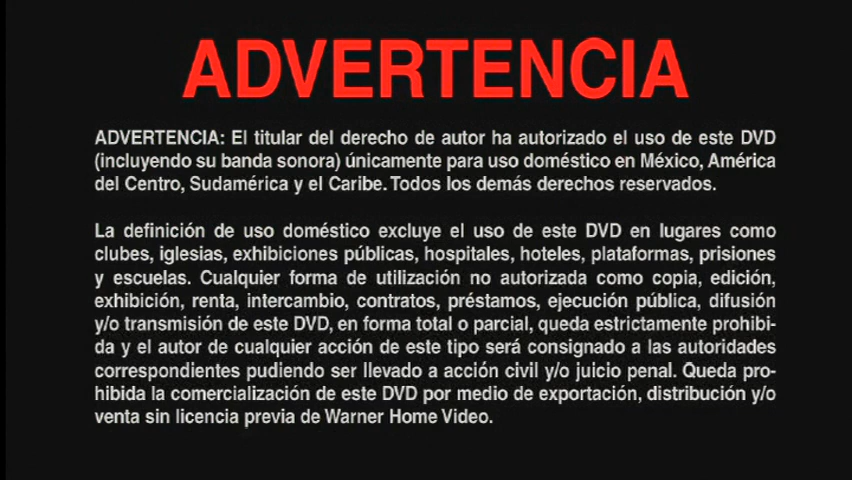 ADVERTENCIA
ADVERTENCIA: El titular del derecho de autor ha autorizado el uso de este DVD
(incluyendo su banda sonora) únicamente para uso doméstico en México, América
del Centro, Sudamérica y el Caribe. Todos los demás derechos reservados.
La definición de uso doméstico excluye el uso de este DVD en lugares como
clubes, iglesias, exhibiciones públicas, hospitales, hoteles, plataformas, prisiones
y escuelas. Cualquier forma de utilización no autorizada como copia, edición,
exhibición, renta, intercambio, contratos, préstamos, ejecución pública, difusión
y/o transmisión de este DVD, en forma total o parcial, queda estrictamente prohibi-
da y el autor de cualquier acción de este tipo será consignado a las autoridades
correspondientes pudiendo ser llevado a acción civil y/o juicio penal. Queda pro-
hibida la comercialización de este DVD por medio de exportación, distribución y/o
venta sin licencia previa de Warner Home Video.